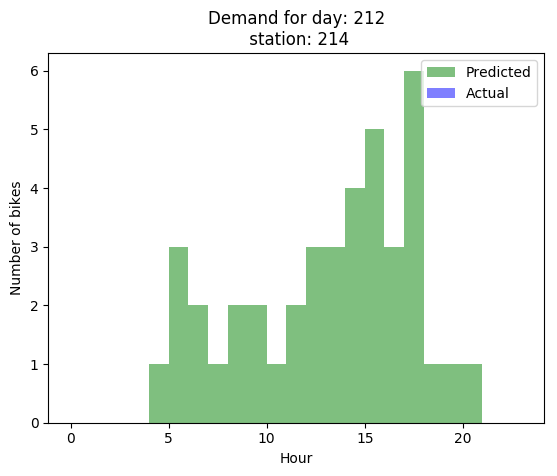 Demand for day: 212
station: 214
Predicted
Actual
Number of bikes
6
5
4
3
2
1
0
0 5 10 15 20
Hour